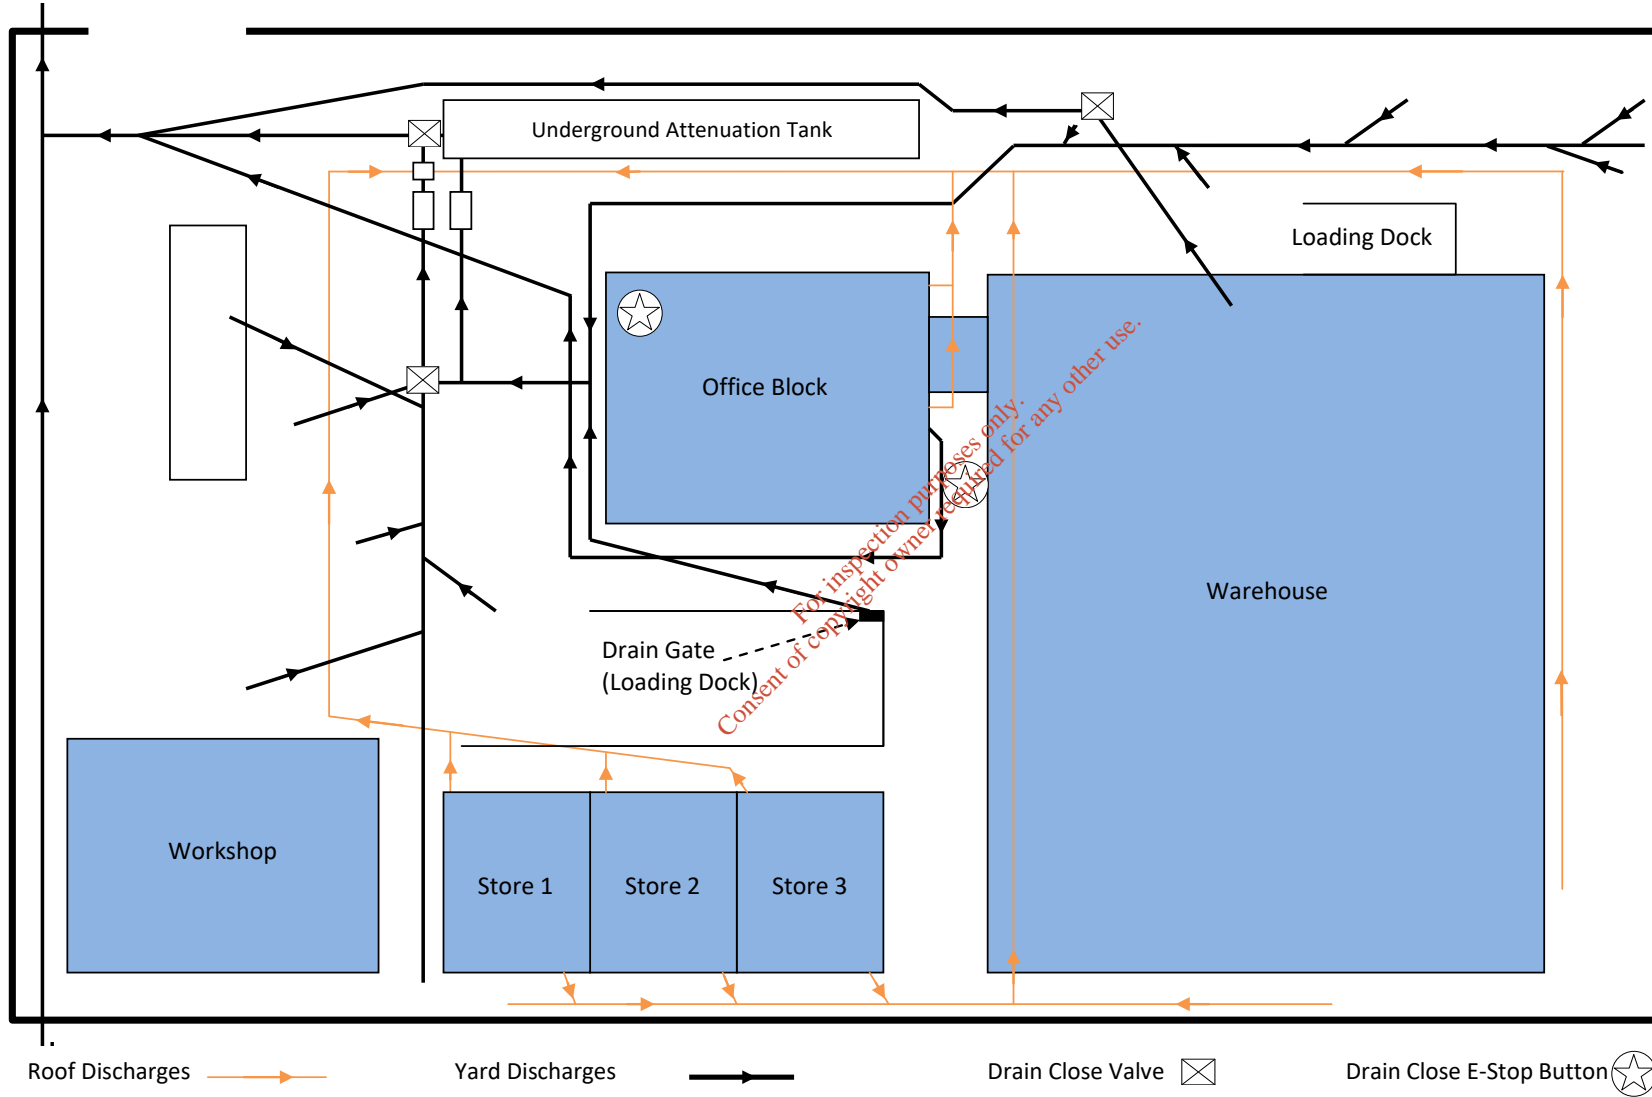 Underground Attenuation Tank
Loading Dock
Office Block
For inspection purposes only.
Consent of copyright owner required for any other use.
Warehouse
Drain Gate
(Loading Dock)
Workshop
Store 1
Store 2
Store 3
Roof Discharges
Yard Discharges
Drain Close Valve
Drain Close E-Stop Button